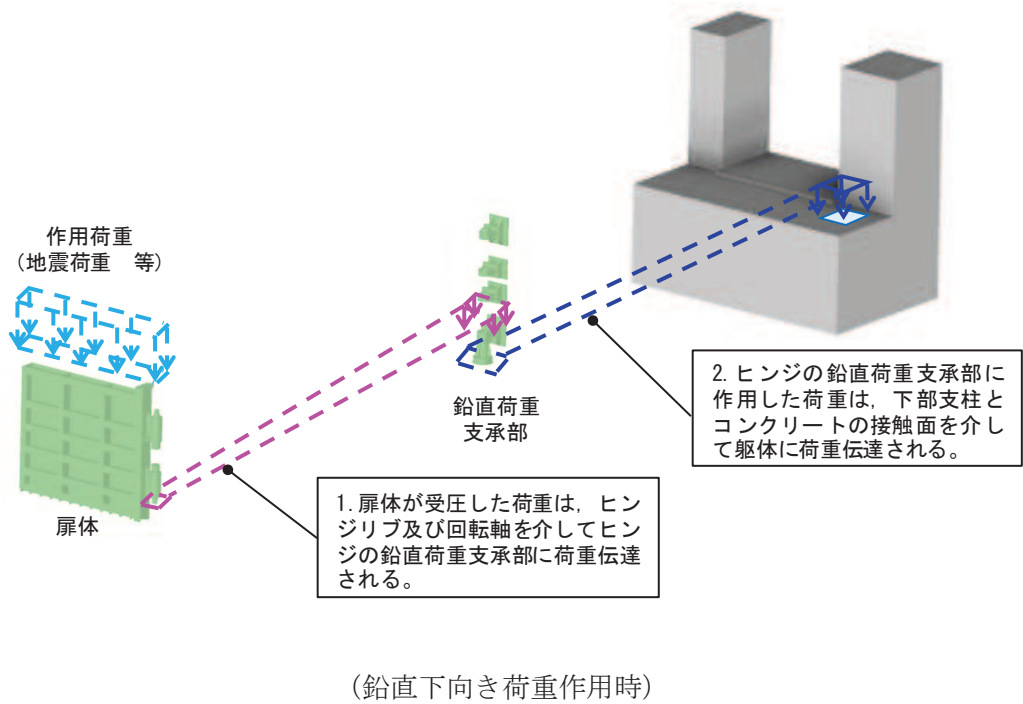 作用荷重
(地震荷重　等)
扉体
鉛直荷重
支承部
1.扉体が受圧した荷重は,ヒン
ジリブ及び回転軸を介してヒン
ジの鉛直荷重支承部に荷重伝達
される。
2.ヒンジの鉛直荷重支承部に
作用した荷重は,下部支柱と
コンクリートの接触面を介し
て躯体に荷重伝達される。
(鉛直下向き荷重作用時)